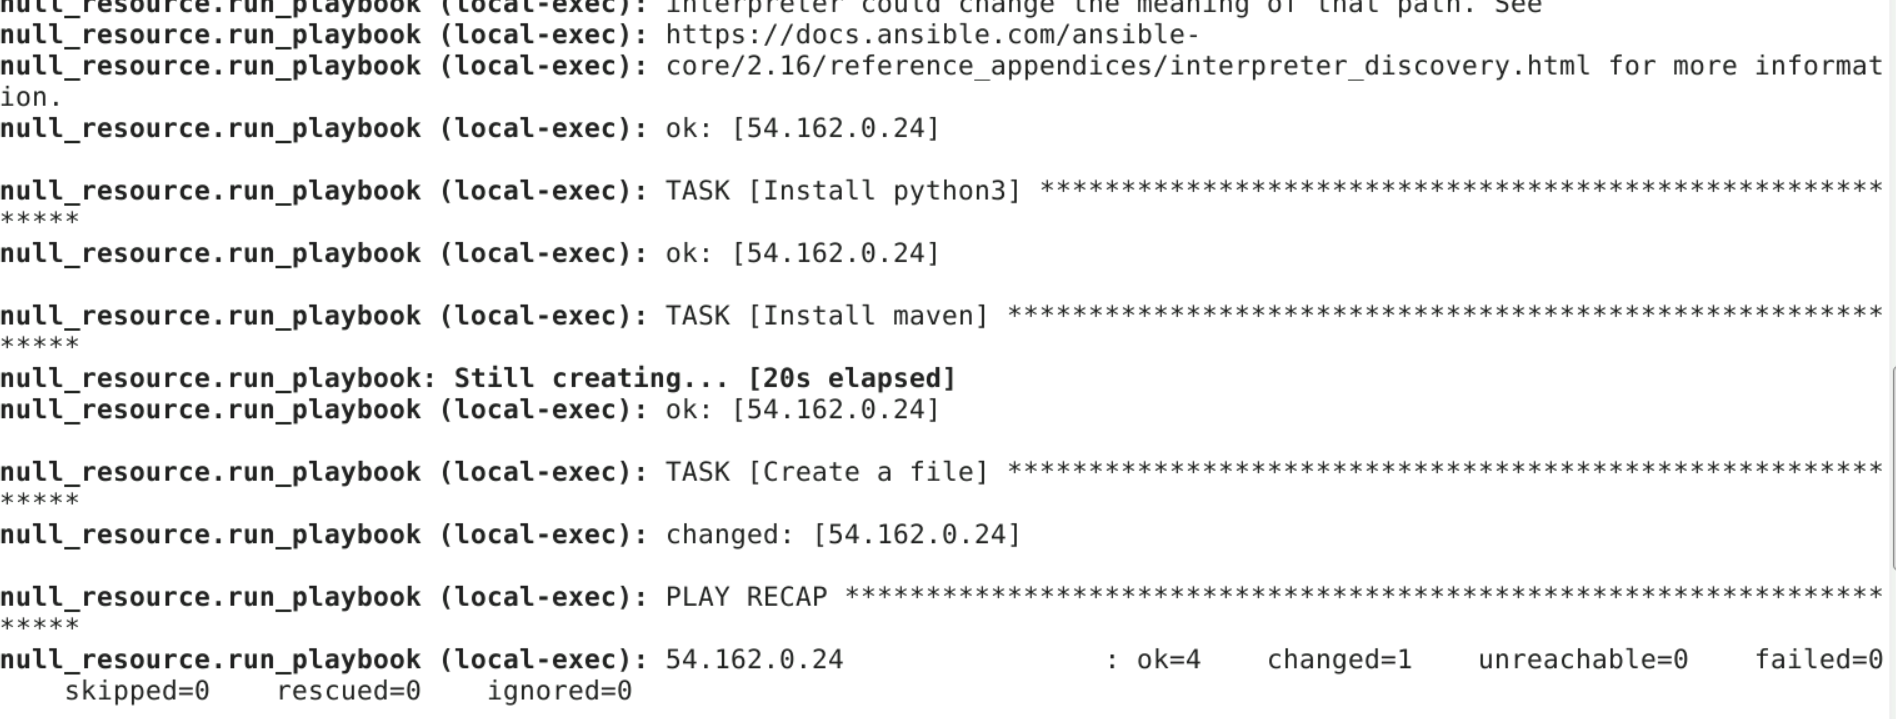 null_resource.run_playbook (local-exec): interpreter could change the meaning of that path. See
null_resource.run_playbook (local-exec): https://docs.ansible.com/ansible-
null_resource.run_playbook (local-exec): core/2.16/reference_appendices/interpreter_discovery.html for more informat
ion.
null_resource.run_playbook (local-exec): ok: [54.162.0.24]
null_resource.run_playbook (local-exec): TASK [Install python3] ****************************************************
*****
null_resource.run_playbook (local-exec): ok: [54.162.0.24]
null_resource.run_playbook (local-exec): TASK [Install maven] ******************************************************
*****
null_resource.run_playbook: Still creating... [20s elapsed]
null_resource.run_playbook (local-exec): ok: [54.162.0.24]
null_resource.run_playbook (local-exec): TASK [Create a file] ******************************************************
*****
null_resource.run_playbook (local-exec): changed: [54.162.0.24]
null_resource.run_playbook (local-exec): PLAY RECAP ****************************************************************
*****
null_resource.run_playbook (local-exec): 54.162.0.24                : ok=4    changed=1    unreachable=0    failed=0
    skipped=0    rescued=0    ignored=0